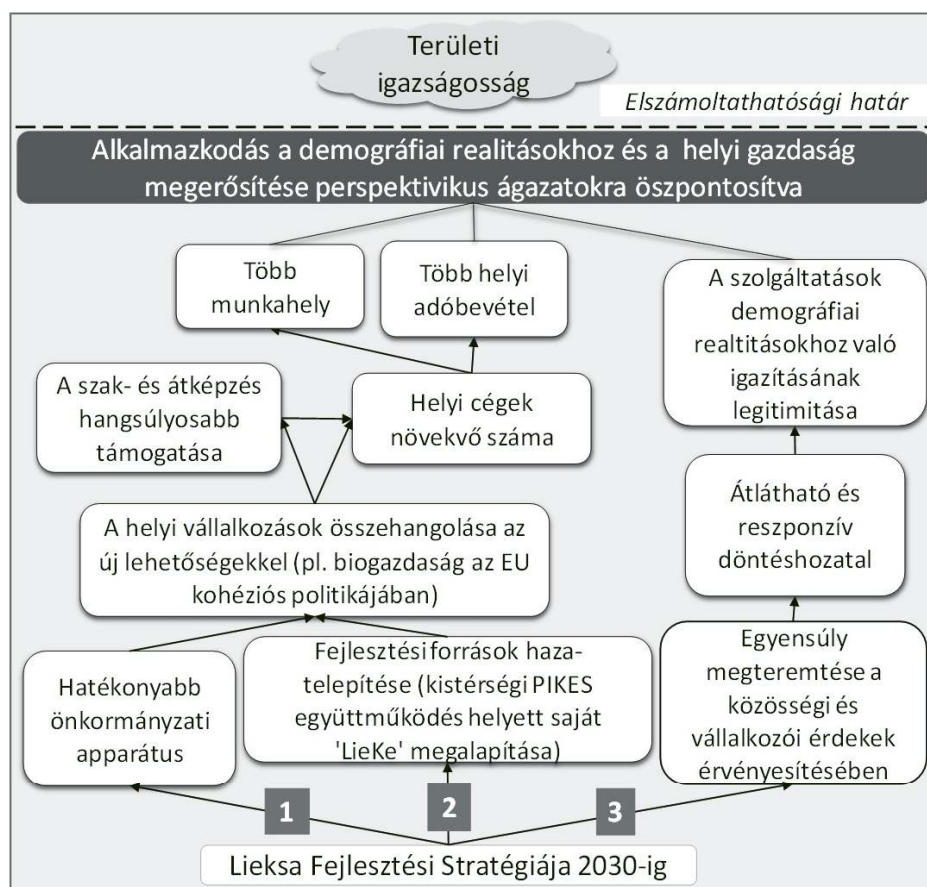 Területi
igazságosság
Elszámoltathatósági határ
Alkalmazkodás a demográfiai realitásokhoz és a helyi gazdaság
megerősítése perspektivikus ágazatokra öszpontosítva
Több
munkahely
Több helyi
adóbevétel
A szolgáltatások
demográfiai
realtitásokhoz való
igazításának
legitimitása
A szak- és átképzés
hangsúlyosabb
támogatása
Helyi cégek
növekvő száma
Átlátható és
reszponzív
döntéshozatal
A helyi vállalkozások összehangolása az
új lehetőségekkel (pl. biogazdaság az EU
kohéziós politikájában)
Hatékonyabb
önkormányzati
apparátus
Fejlesztési források haza-
telepítése (kistérségi PIKES
együttműködés helyett saját
'LieKe' megalapítása)
Egyensúly
megteremtése a
közösségi és
vállalkozói érdekek
érvényesítésében
1
2
3
Lieksa Fejlesztési Stratégiája 2030-ig